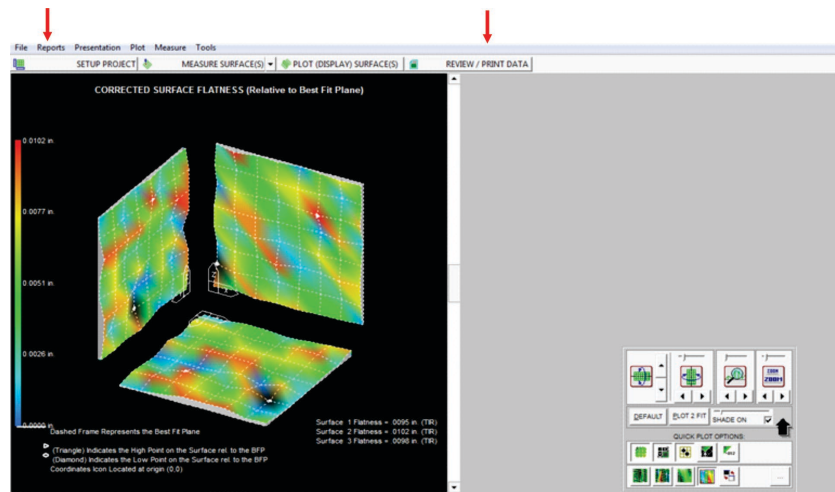 File Reports Presentation Plot Measure Tools
SETUP PROJECT MEASURE SURFACE(S) PLOT (DISPLAY) SURFACE(S) REVIEW / PRINT DATA
CORRECTED SURFACE FLATNESS (Relative to Best Fit Plane)
0.0102 in
0.0077 in
0.0051 in
0.0026 in
0.0000 in
Dashed Frame Represents the Best Fit Plane
(Triangle) Indicates the High Point on the Surface rel. to the BFP
(Diamond) Indicates the Low Point on the Surface rel. to the BFP
Coordinates Icon Located at origin (0,0)
Surface 1 Flatness = .0095 in. (TIR)
Surface 2 Flatness = .0102 in. (TIR)
Surface 3 Flatness = .0098 in. (TIR)
ZOOM
DEFAULT PLOT 2 FIT SHADE ON
QUICK PLOT OPTIONS:
...